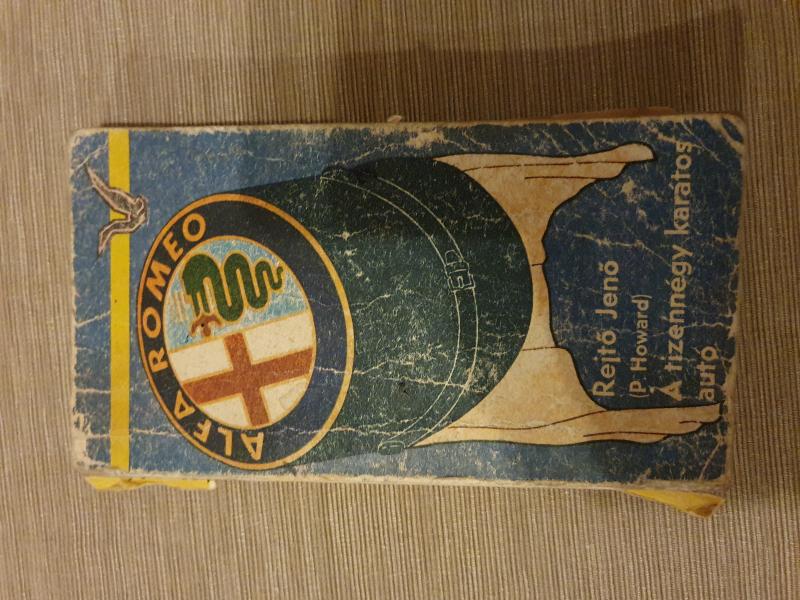 ALFA ROMEO
Rejtő Jenő
(P. Howard)
A tizennégy karátos
autó